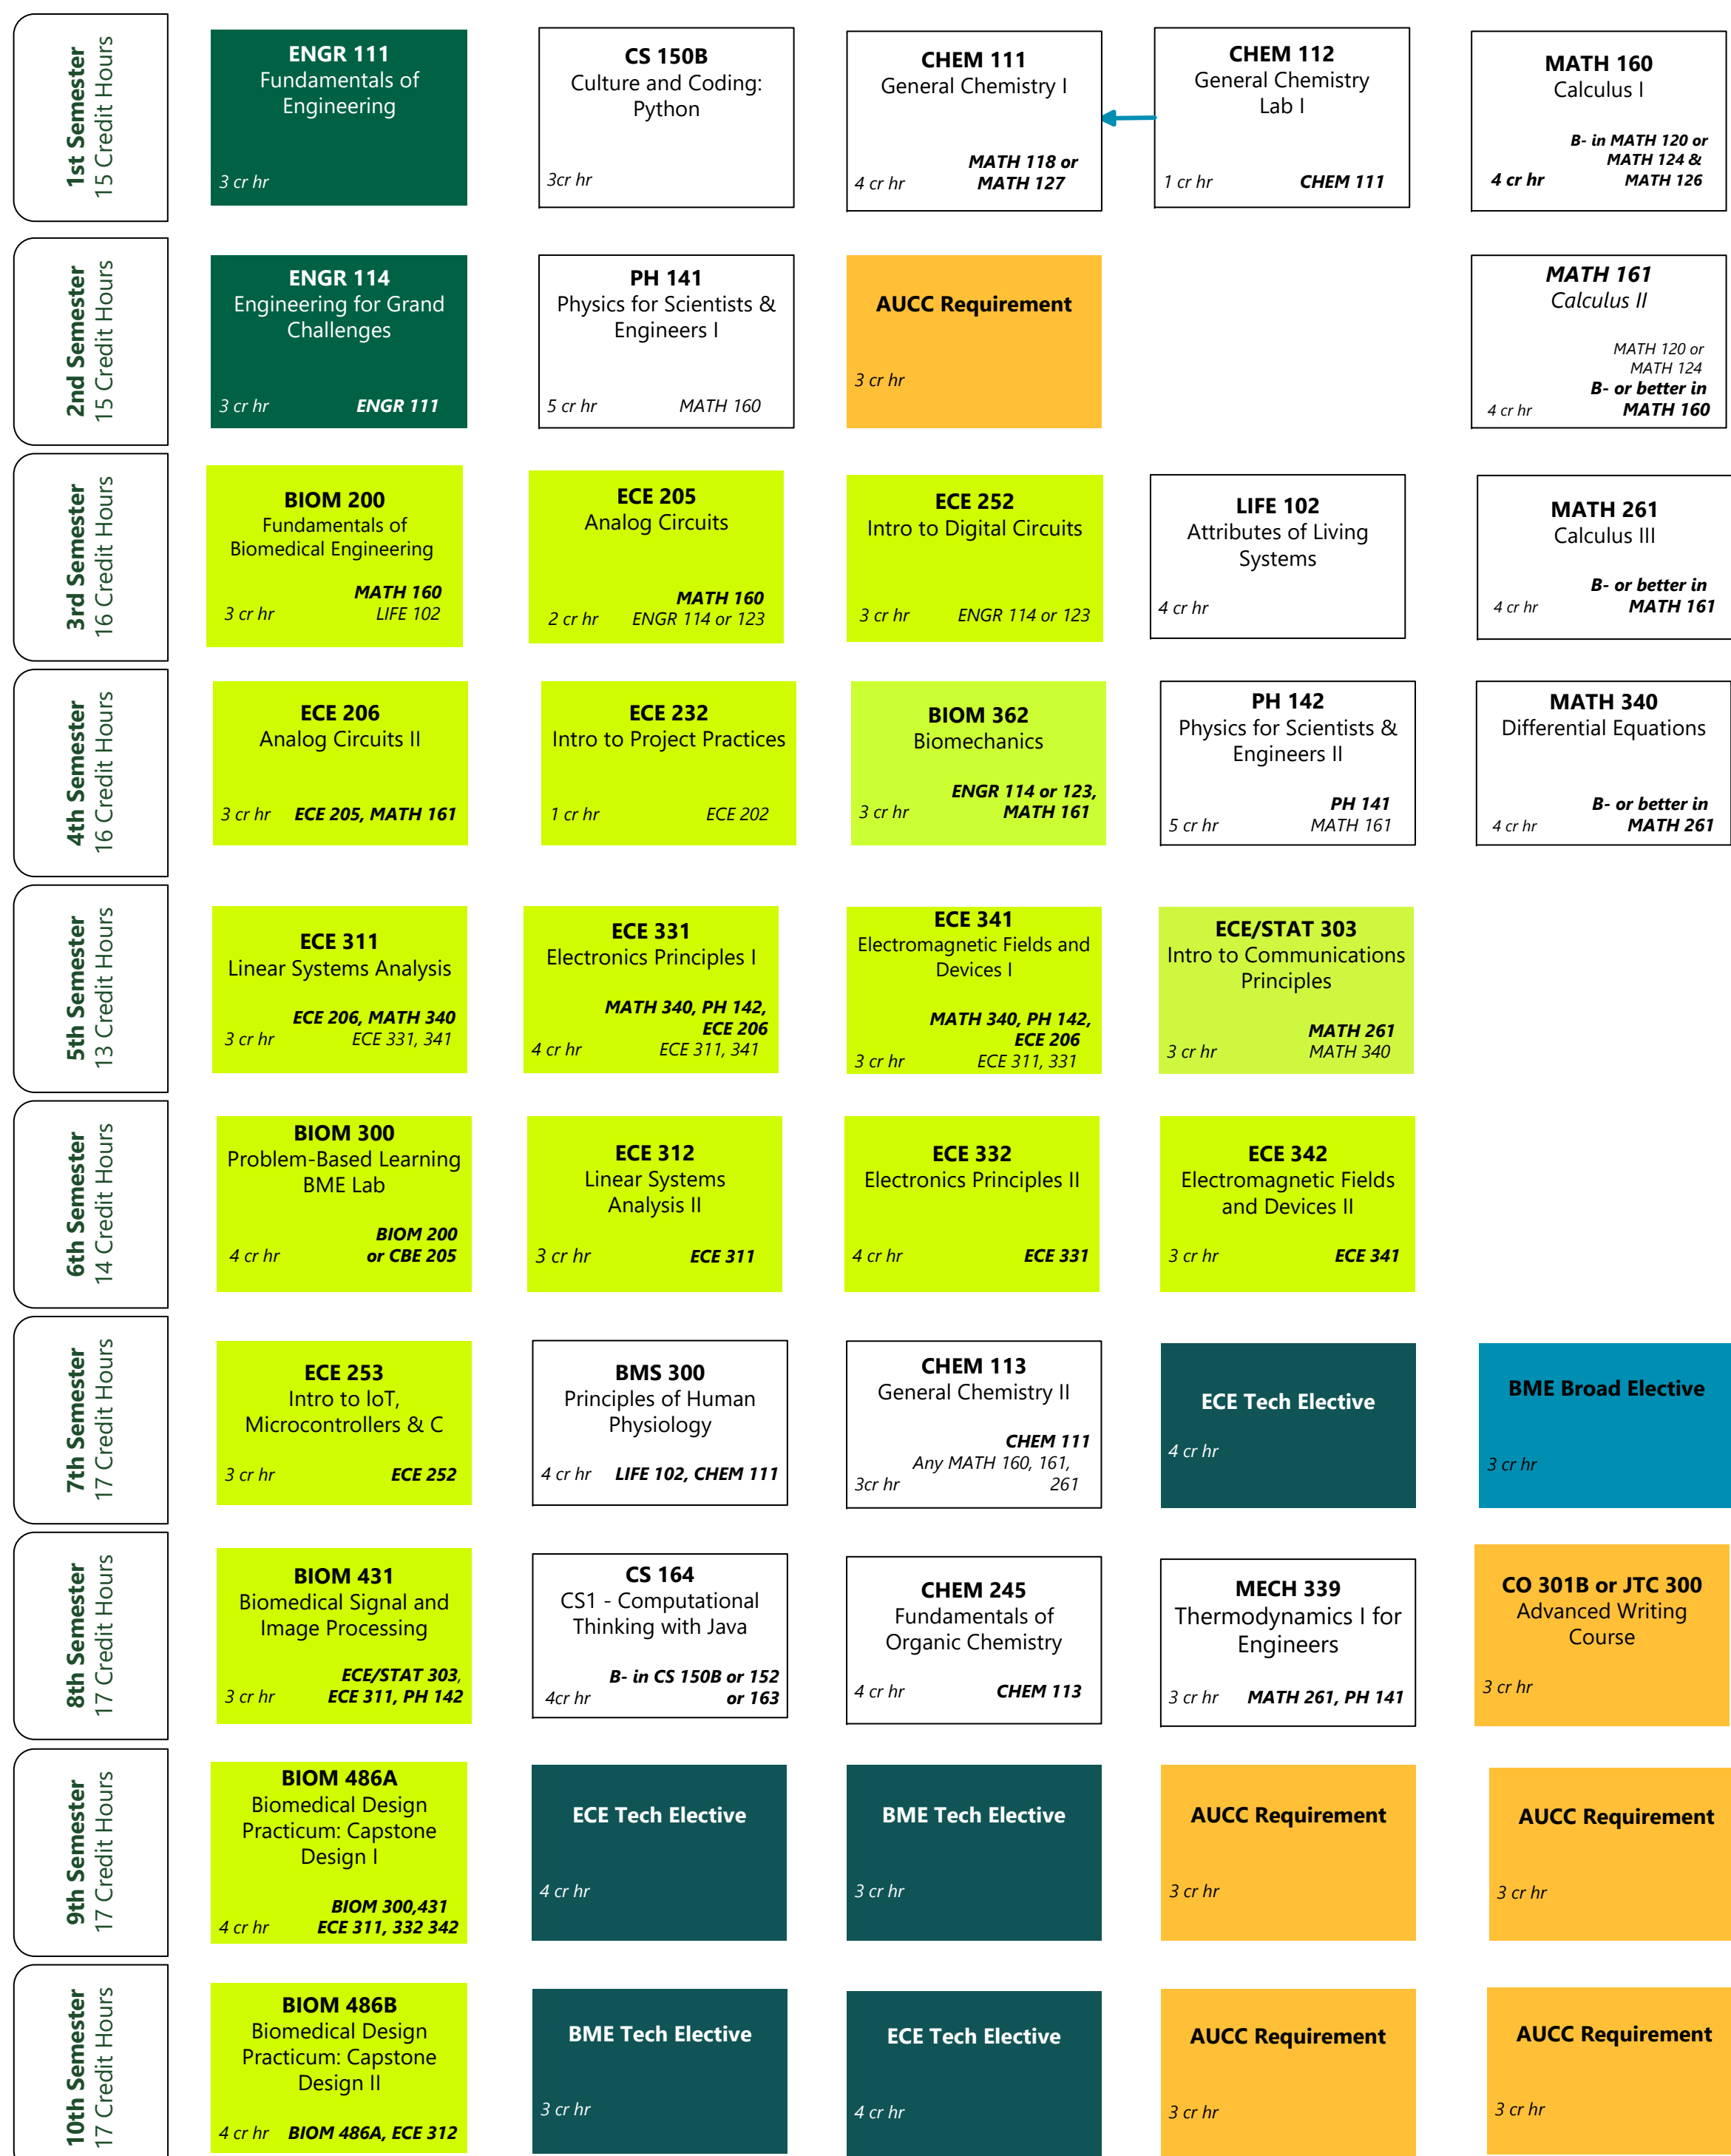 1st Semester
15 Credit Hours
ENGR 111
Fundamentals of
Engineering
3 cr hr
CS 150B
Culture and Coding:
Python
3cr hr
CHEM 111
General Chemistry I
MATH 118 or
4 cr hr MATH 127
CHEM 112
General Chemistry
Lab I
1 cr hr CHEM 111
MATH 160
Calculus I
B- in MATH 120 or
MATH 124 &
4 cr hr MATH 126
2nd Semester
15 Credit Hours
ENGR 114
Engineering for Grand
Challenges
3 cr hr ENGR 111
PH 141
Physics for Scientists &
Engineers I
5 cr hr MATH 160
AUCC Requirement
3 cr hr
MATH 161
Calculus II
MATH 120 or
MATH 124
B- or better in
4 cr hr MATH 160
3rd Semester
16 Credit Hours
BIOM 200
Fundamentals of
Biomedical Engineering
MATH 160
3 cr hr LIFE 102
ECE 205
Analog Circuits
MATH 160
2 cr hr ENGR 114 or 123
ECE 252
Intro to Digital Circuits
3 cr hr ENGR 114 or 123
LIFE 102
Attributes of Living
Systems
4 cr hr
MATH 261
Calculus III
B- or better in
4 cr hr MATH 161
4th Semester
16 Credit Hours
ECE 206
Analog Circuits II
3 cr hr ECE 205, MATH 161
ECE 232
Intro to Project Practices
1 cr hr ECE 202
BIOM 362
Biomechanics
ENGR 114 or 123,
3 cr hr MATH 161
PH 142
Physics for Scientists &
Engineers II
PH 141
5 cr hr MATH 161
MATH 340
Differential Equations
B- or better in
4 cr hr MATH 261
5th Semester
13 Credit Hours
ECE 311
Linear Systems Analysis
ECE 206, MATH 340
3 cr hr ECE 331, 341
ECE 331
Electronics Principles I
MATH 340, PH 142,
ECE 206
4 cr hr ECE 311, 341
ECE 341
Electromagnetic Fields and
Devices I
MATH 340, PH 142,
ECE 206
3 cr hr ECE 311, 331
ECE/STAT 303
Intro to Communications
Principles
MATH 261
3 cr hr MATH 340
6th Semester
14 Credit Hours
BIOM 300
Problem-Based Learning
BME Lab
BIOM 200
4 cr hr or CBE 205
ECE 312
Linear Systems
Analysis II
3 cr hr ECE 311
ECE 332
Electronics Principles II
4 cr hr ECE 331
ECE 342
Electromagnetic Fields
and Devices II
3 cr hr ECE 341
7th Semester
17 Credit Hours
ECE 253
Intro to IoT,
Microcontrollers & C
3 cr hr ECE 252
BMS 300
Principles of Human
Physiology
4 cr hr LIFE 102, CHEM 111
CHEM 113
General Chemistry II
CHEM 111
Any MATH 160, 161,
3cr hr 261
ECE Tech Elective
4 cr hr
BME Broad Elective
3 cr hr
8th Semester
17 Credit Hours
BIOM 431
Biomedical Signal and
Image Processing
ECE/STAT 303,
3 cr hr ECE 311, PH 142
CS 164
CS1 - Computational
Thinking with Java
B- in CS 150B or 152
4cr hr or 163
CHEM 245
Fundamentals of
Organic Chemistry
4 cr hr CHEM 113
MECH 339
Thermodynamics I for
Engineers
3 cr hr MATH 261, PH 141
CO 301B or JTC 300
Advanced Writing
Course
3 cr hr
9th Semester
17 Credit Hours
BIOM 486A
Biomedical Design
Practicum: Capstone
Design I
BIOM 300,431
4 cr hr ECE 311, 332 342
ECE Tech Elective
4 cr hr
BME Tech Elective
3 cr hr
AUCC Requirement
3 cr hr
AUCC Requirement
3 cr hr
10th Semester
17 Credit Hours
BIOM 486B
Biomedical Design
Practicum: Capstone
Design II
4 cr hr BIOM 486A, ECE 312
BME Tech Elective
3 cr hr
ECE Tech Elective
4 cr hr
AUCC Requirement
3 cr hr
AUCC Requirement
3 cr hr